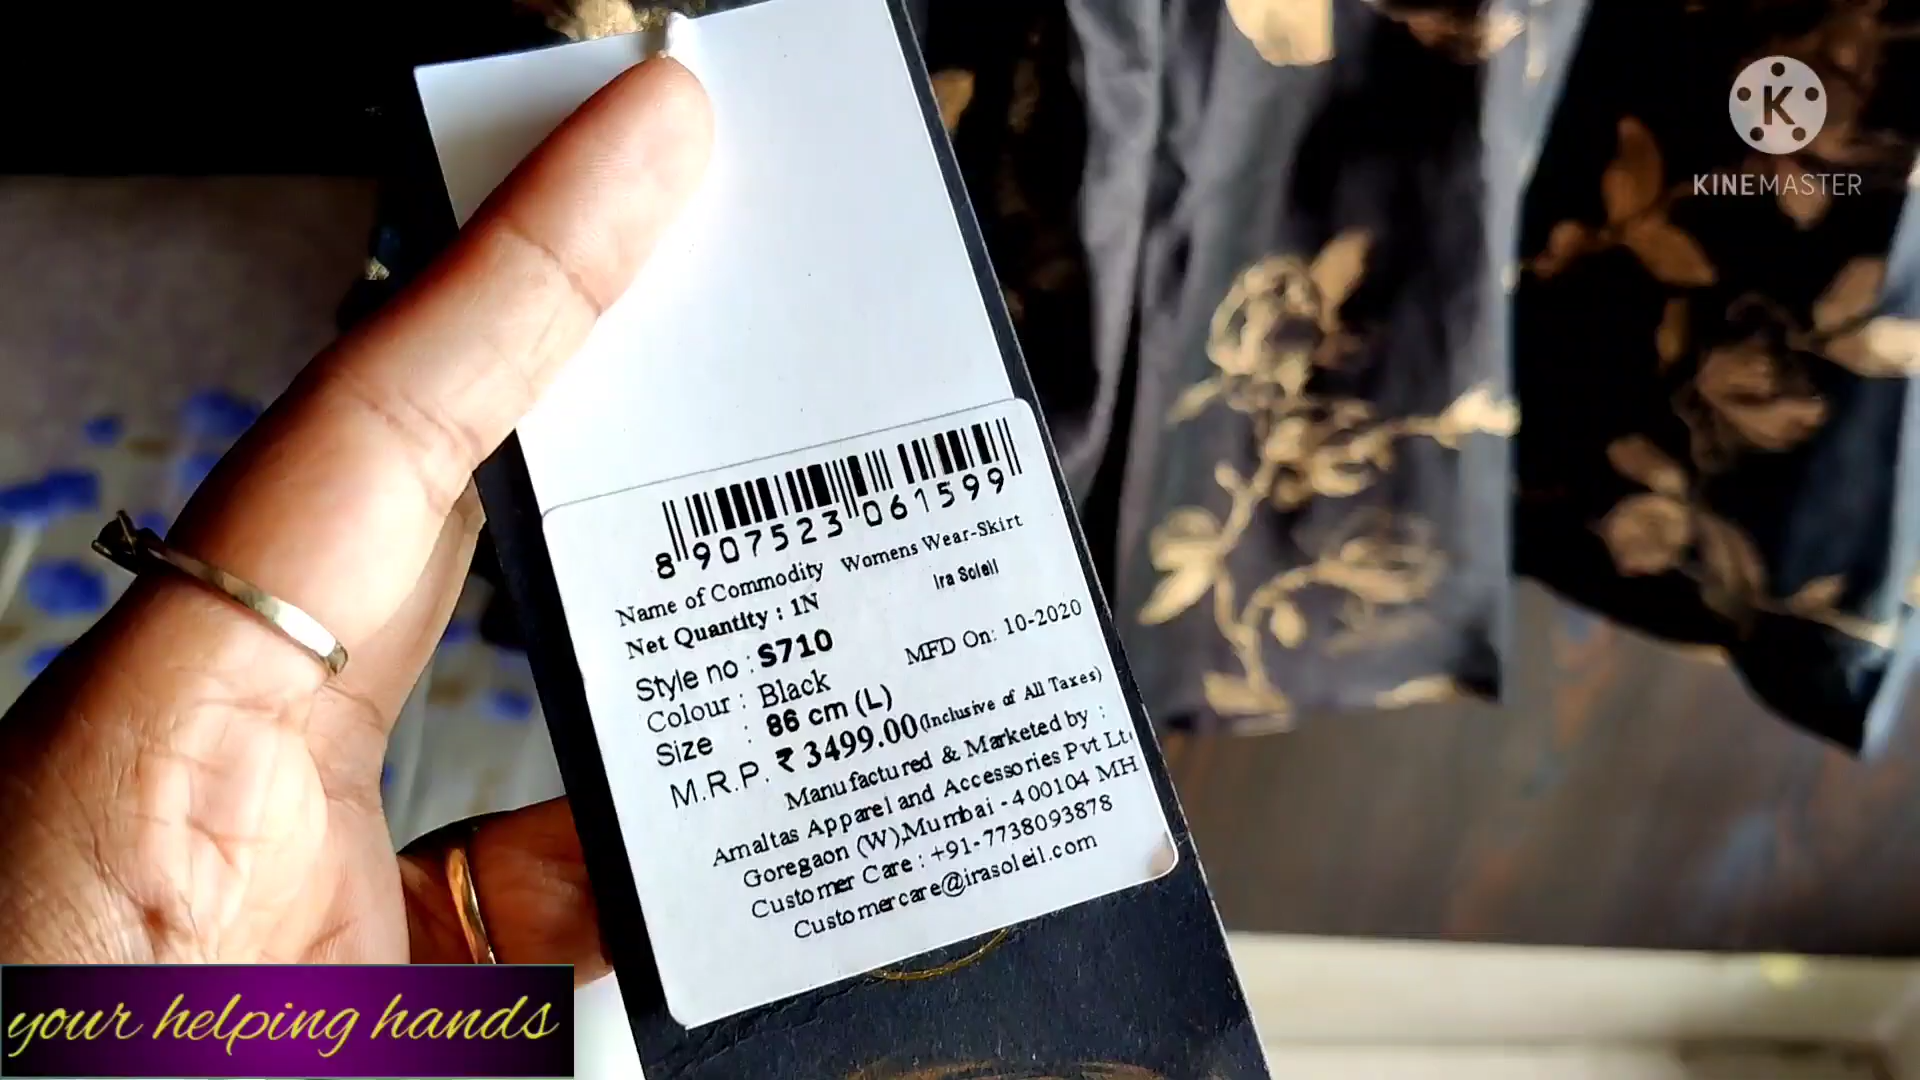 K
KINEMASTER
8 907523 061599
Name of Commodity Womens Wear-Skirt
Net Quantity : 1N Ira Soleil
Style no : S710
Colour : Black MFD On: 10-2020
Size : 86 cm (L)
M.R.P. ₹ 3499.00 (Inclusive of All Taxes)
Manufactured & Marketed by :
Amaltas Apparel and Accessories Pvt Lt
Goregaon (W),Mumbai - 400104 MH
Customer Care : +91-7738093878
Customercare@irasoleil.com
your helping hands